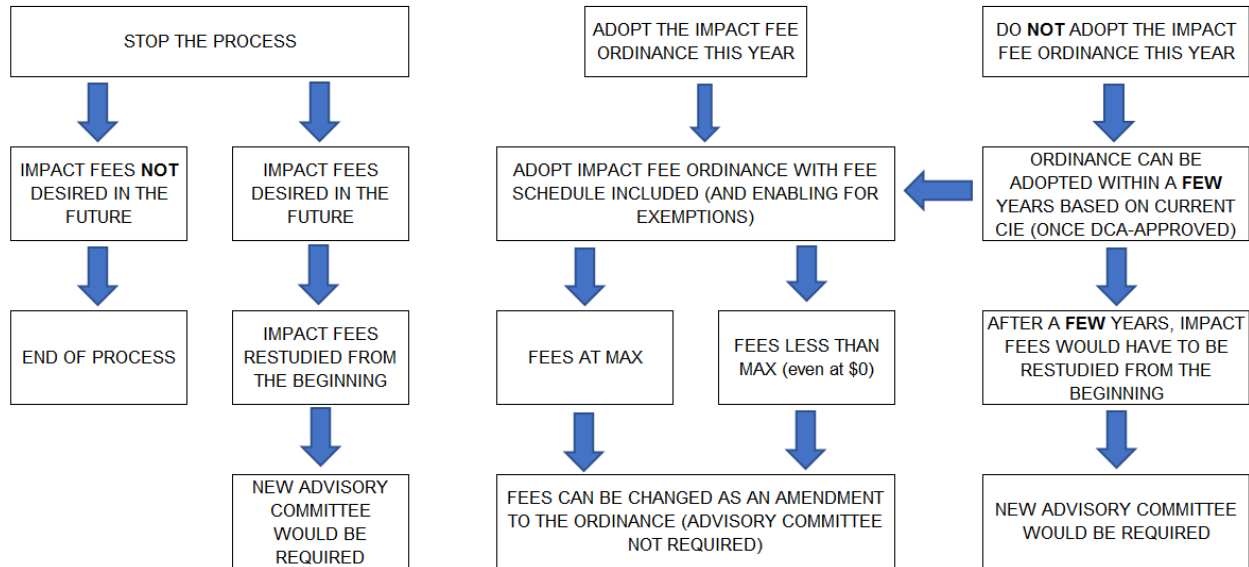 STOP THE PROCESS
IMPACT FEES NOT
DESIRED IN THE
FUTURE
END OF PROCESS
IMPACT FEES
DESIRED IN THE
FUTURE
IMPACT FEES
RESTUDIED FROM
THE BEGINNING
NEW ADVISORY
COMMITTEE
WOULD BE
REQUIRED
ADOPT THE IMPACT FEE
ORDINANCE THIS YEAR
ADOPT IMPACT FEE ORDINANCE WITH FEE
SCHEDULE INCLUDED (AND ENABLING FOR
EXEMPTIONS)
FEES AT MAX
FEES LESS THAN
MAX (even at $0)
FEES CAN BE CHANGED AS AN AMENDMENT
TO THE ORDINANCE (ADVISORY COMMITTEE
NOT REQUIRED)
DO NOT ADOPT THE IMPACT
FEE ORDINANCE THIS YEAR
ORDINANCE CAN BE
ADOPTED WITHIN A FEW
YEARS BASED ON CURRENT
CIE (ONCE DCA-APPROVED)
AFTER A FEW YEARS, IMPACT
FEES WOULD HAVE TO BE
RESTUDIED FROM THE
BEGINNING
NEW ADVISORY COMMITTEE
WOULD BE REQUIRED